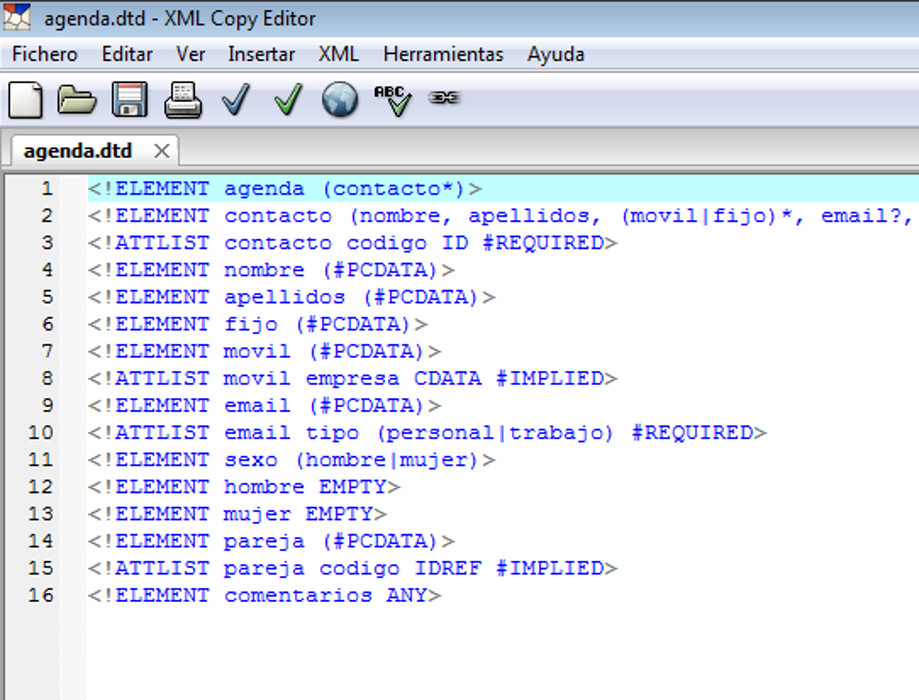 agenda.dtd - XML Copy Editor
Fichero Editar Ver Insertar XML Herramientas Ayuda
ABC
agenda.dtd
1 <!ELEMENT agenda (contacto*)>
2 <!ELEMENT contacto (nombre, apellidos, (movil|fijo)*, email?,
3 <!ATTLIST contacto codigo ID #REQUIRED>
4 <!ELEMENT nombre (#PCDATA)>
5 <!ELEMENT apellidos (#PCDATA)>
6 <!ELEMENT fijo (#PCDATA)>
7 <!ELEMENT movil (#PCDATA)>
8 <!ATTLIST movil empresa CDATA #IMPLIED>
9 <!ELEMENT email (#PCDATA)>
10 <!ATTLIST email tipo (personal|trabajo) #REQUIRED>
11 <!ELEMENT sexo (hombre|mujer)>
12 <!ELEMENT hombre EMPTY>
13 <!ELEMENT mujer EMPTY>
14 <!ELEMENT pareja (#PCDATA)>
15 <!ATTLIST pareja codigo IDREF #IMPLIED>
16 <!ELEMENT comentarios ANY>